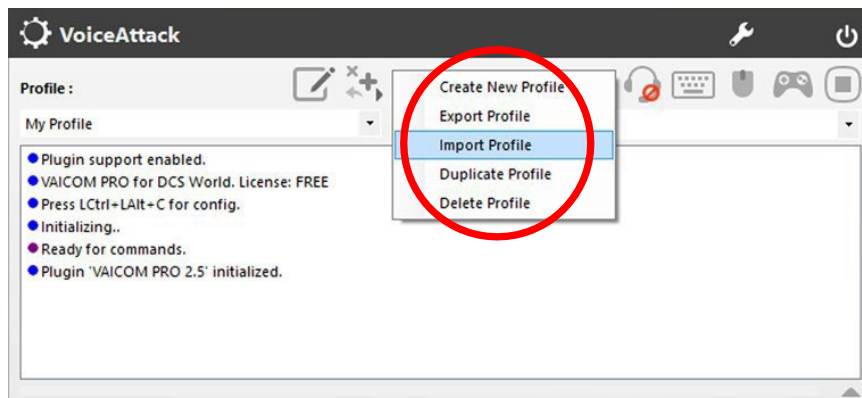 VoiceAttack
Profile :
My Profile
Create New Profile
Export Profile
Import Profile
Duplicate Profile
Delete Profile
Plugin support enabled.
VAICOM PRO for DCS World. License: FREE
Press LCtrl+LAlt+C for config.
Initializing..
Ready for commands.
Plugin 'VAICOM PRO 2.5' initialized.